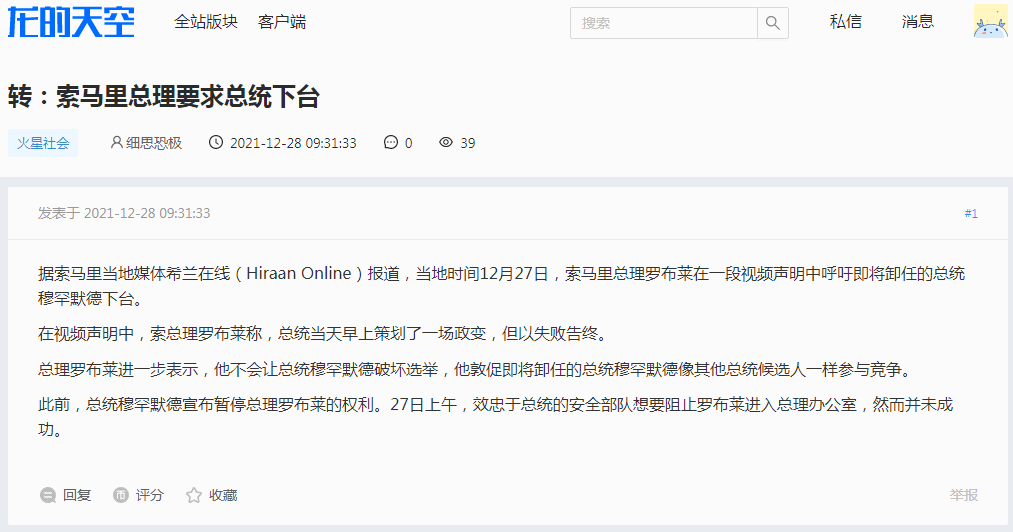 龙的天空 全站版块 客户端 搜索 私信 消息
转：索马里总理要求总统下台
火星社会 细思恐极 2021-12-28 09:31:33 0 39
发表于 2021-12-28 09:31:33 #1
据索马里当地媒体希兰在线（Hiraan Online）报道，当地时间12月27日，索马里总理罗布莱在一段视频声明中呼吁即将卸任的总统
穆罕默德下台。
在视频声明中，索总理罗布莱称，总统当天早上策划了一场政变，但以失败告终。
总理罗布莱进一步表示，他不会让总统穆罕默德破坏选举，他敦促即将卸任的总统穆罕默德像其他总统候选人一样参与竞争。
此前，总统穆罕默德宣布暂停总理罗布莱的权利。27日上午，效忠于总统的安全部队想要阻止罗布莱进入总理办公室，然而并未成
功。
回复 评分 收藏 举报